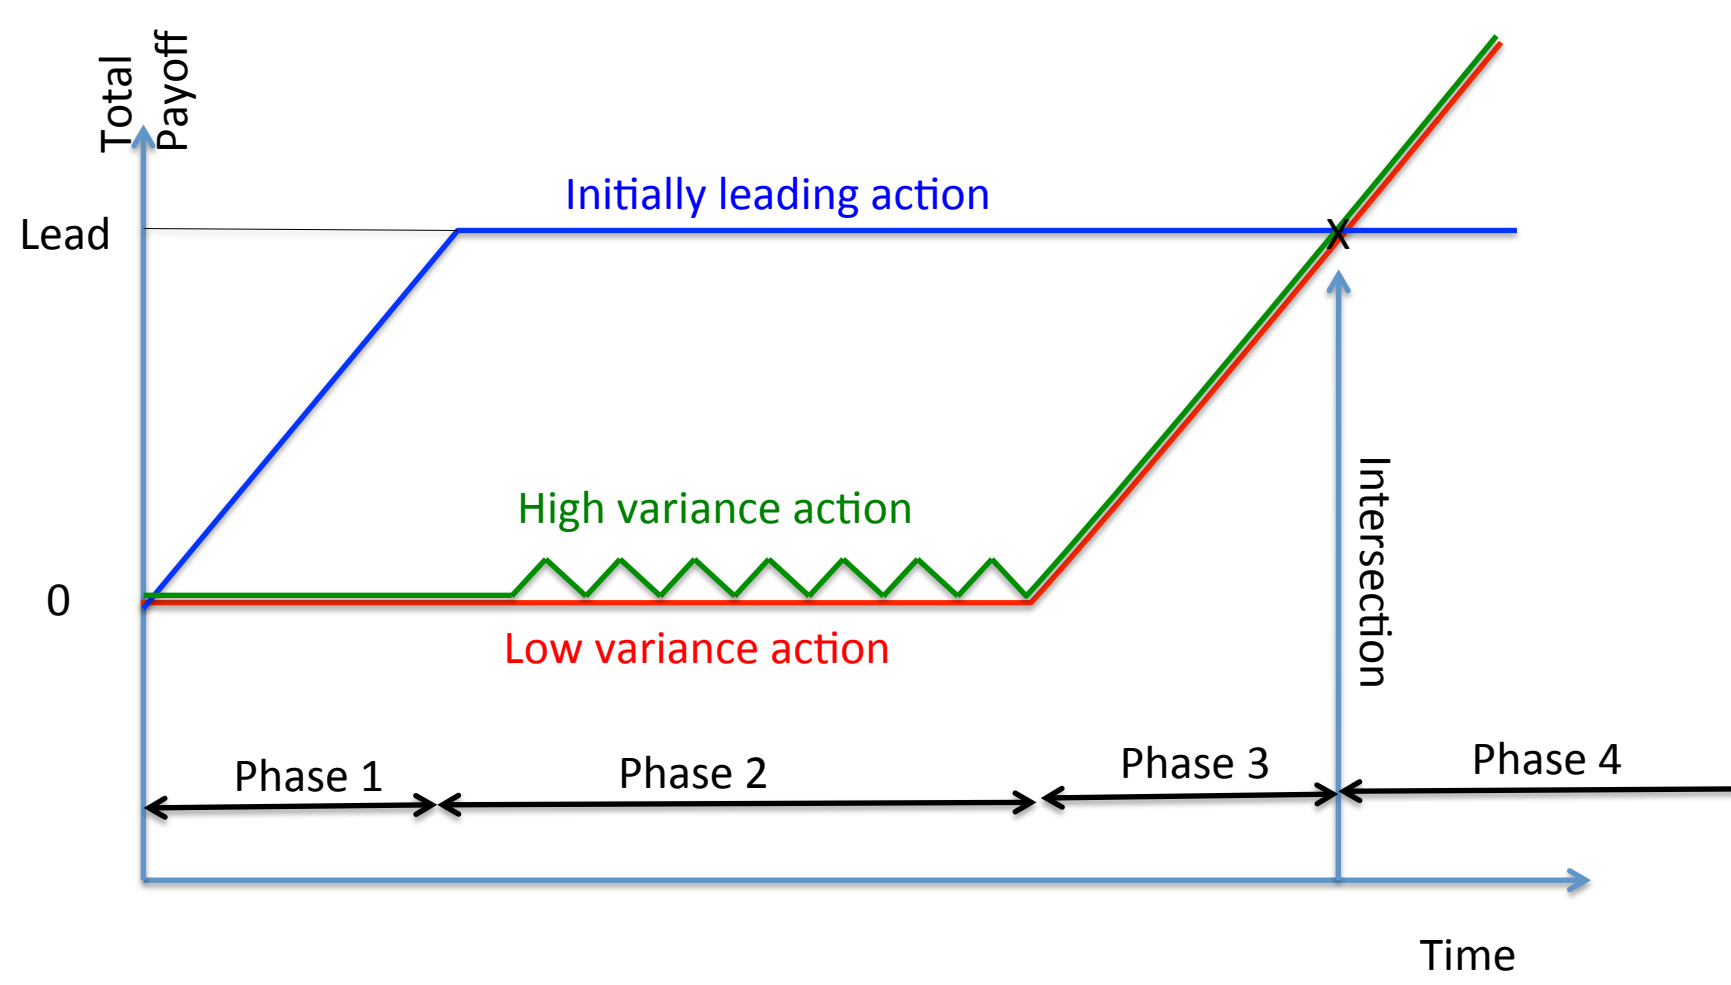 Total
Payoff
Initially leading action
Lead
X
High variance action
Intersection
0
Low variance action
Phase 1
Phase 2
Phase 3
Phase 4
Time